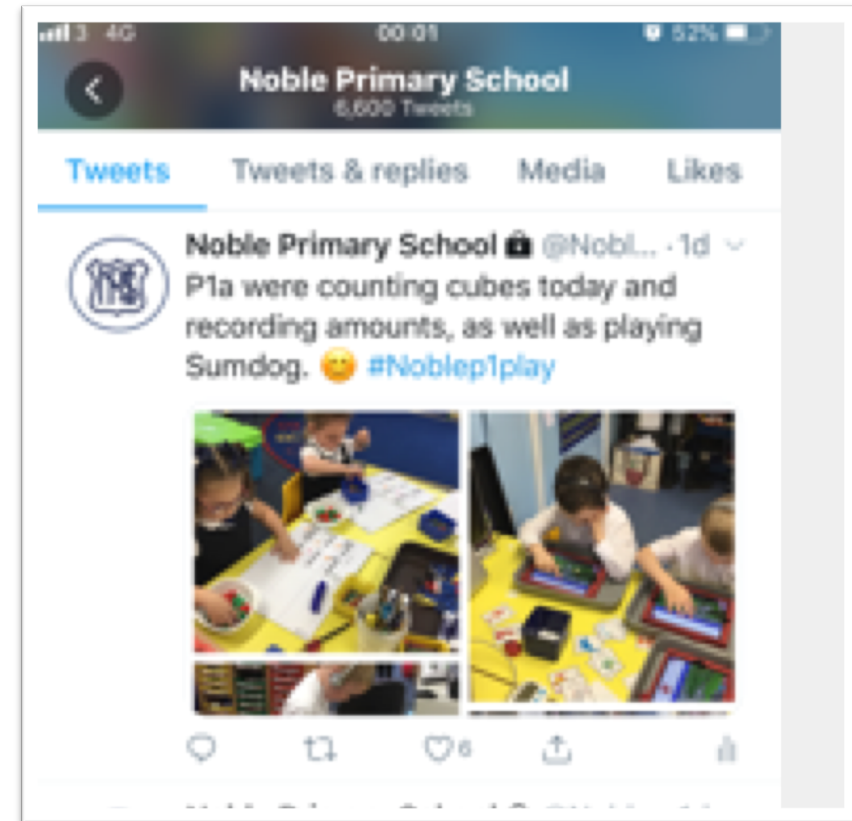 3 4G 00:01 52%
Noble Primary School
6,600 Tweets
Tweets Tweets & replies Media Likes
Noble Primary School @Nobl... · 1d
P1a were counting cubes today and
recording amounts, as well as playing
Sumdog. 😊 #Noblep1play
6